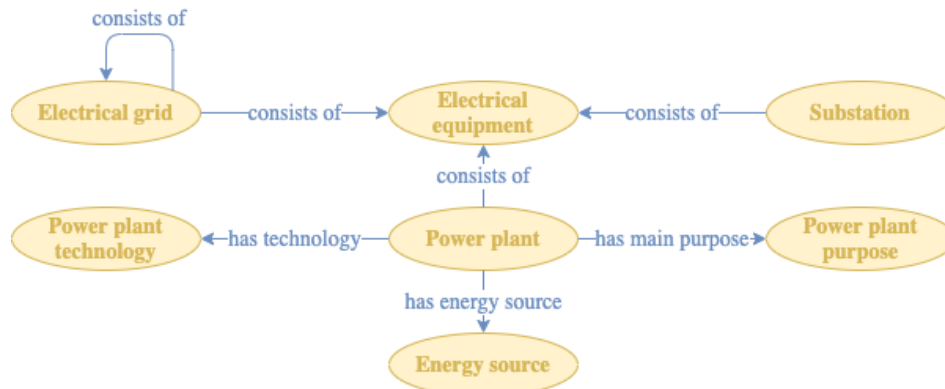 consists of
Electrical grid
consists of
Electrical
equipment
consists of
Substation
consists of
Power plant
technology
has technology
Power plant
has main purpose
Power plant
purpose
has energy source
Energy source